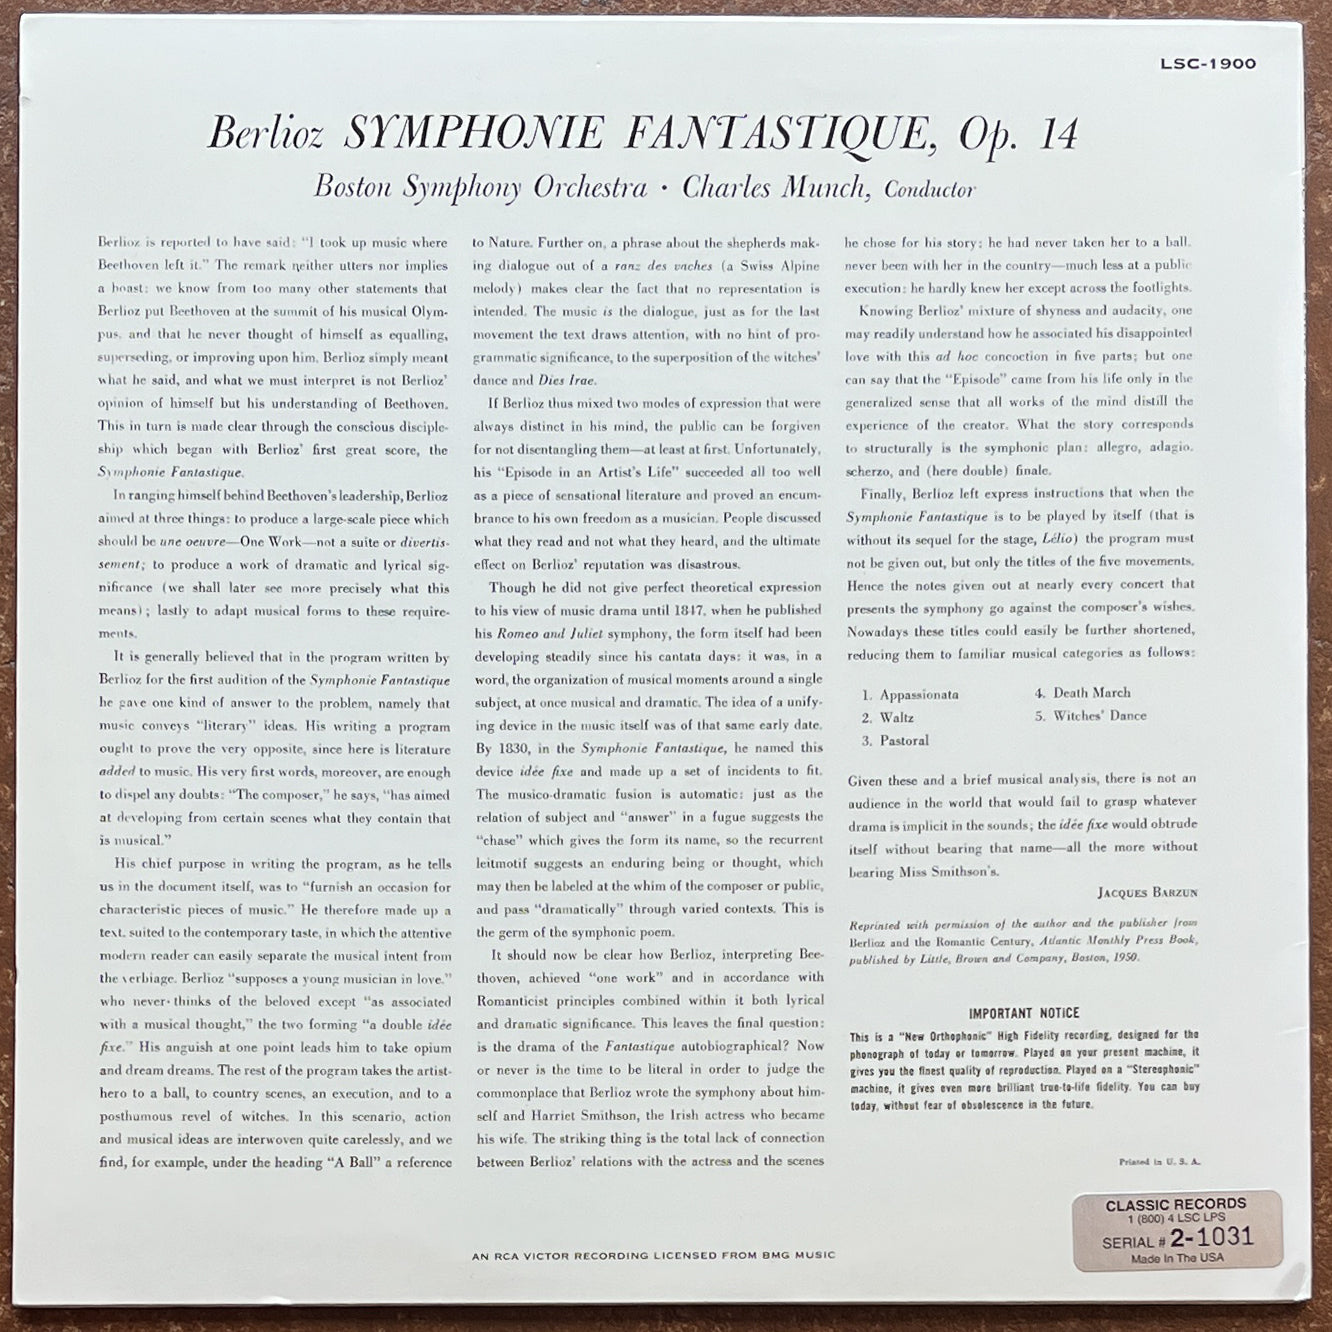 LSC-1900
Berlioz SYMPHONIE FANTASTIQUE, Op. 14
Boston Symphony Orchestra • Charles Munch, Conductor
Berlioz is reported to have said: “I took up music where
Beethoven left it.” The remark neither utters nor implies
a boast: we know from too many other statements that
Berlioz put Beethoven at the summit of his musical Olym-
pus, and that he never thought of himself as equalling,
superseding, or improving upon him. Berlioz simply meant
what he said, and what we must interpret is not Berlioz’
opinion of himself but his understanding of Beethoven.
This in turn is made clear through the conscious disciple-
ship which began with Berlioz’ first great score, the
Symphonie Fantastique.
In ranging himself behind Beethoven’s leadership, Berlioz
aimed at three things: to produce a large-scale piece which
should be une oeuvre—One Work—not a suite or divertis-
sement; to produce a work of dramatic and lyrical sig-
nificance (we shall later see more precisely what this
means); lastly to adapt musical forms to these require-
ments.
It is generally believed that in the program written by
Berlioz for the first audition of the Symphonie Fantastique
he gave one kind of answer to the problem, namely that
music conveys “literary” ideas. His writing a program
ought to prove the very opposite, since here is literature
added to music. His very first words, moreover, are enough
to dispel any doubts: “The composer,” he says, “has aimed
at developing from certain scenes what they contain that
is musical.”
His chief purpose in writing the program, as he tells
us in the document itself, was to “furnish an occasion for
characteristic pieces of music.” He therefore made up a
text, suited to the contemporary taste, in which the attentive
modern reader can easily separate the musical intent from
the verbiage. Berlioz “supposes a young musician in love,”
who never thinks of the beloved except “as associated
with a musical thought,” the two forming “a double idée
fixe.” His anguish at one point leads him to take opium
and dream dreams. The rest of the program takes the artist-
hero to a ball, to country scenes, an execution, and to a
posthumous revel of witches. In this scenario, action
and musical ideas are interwoven quite carelessly, and we
find, for example, under the heading “A Ball” a reference
to Nature. Further on, a phrase about the shepherds mak-
ing dialogue out of a ranz des vaches (a Swiss Alpine
melody) makes clear the fact that no representation is
intended. The music is the dialogue, just as for the last
movement the text draws attention, with no hint of pro-
grammatic significance, to the superposition of the witches’
dance and Dies Irae.
If Berlioz thus mixed two modes of expression that were
always distinct in his mind, the public can be forgiven
for not disentangling them—at least at first. Unfortunately,
his “Episode in an Artist’s Life” succeeded all too well
as a piece of sensational literature and proved an encum-
brance to his own freedom as a musician. People discussed
what they read and not what they heard, and the ultimate
effect on Berlioz’ reputation was disastrous.
Though he did not give perfect theoretical expression
to his view of music drama until 1847, when he published
his Romeo and Juliet symphony, the form itself had been
developing steadily since his cantata days: it was, in a
word, the organization of musical moments around a single
subject, at once musical and dramatic. The idea of a unify-
ing device in the music itself was of that same early date.
By 1830, in the Symphonie Fantastique, he named this
device idée fixe and made up a set of incidents to fit.
The musico-dramatic fusion is automatic: just as the
relation of subject and “answer” in a fugue suggests the
“chase” which gives the form its name, so the recurrent
leitmotif suggests an enduring being or thought, which
may then be labeled at the whim of the composer or public,
and pass “dramatically” through varied contexts. This is
the germ of the symphonic poem.
It should now be clear how Berlioz, interpreting Bee-
thoven, achieved “one work” and in accordance with
Romanticist principles combined within it both lyrical
and dramatic significance. This leaves the final question:
is the drama of the Fantastique autobiographical? Now
or never is the time to be literal in order to judge the
commonplace that Berlioz wrote the symphony about him-
self and Harriet Smithson, the Irish actress who became
his wife. The striking thing is the total lack of connection
between Berlioz’ relations with the actress and the scenes
he chose for his story: he had never taken her to a ball,
never been with her in the country—much less at a public
execution: he hardly knew her except across the footlights.
Knowing Berlioz’ mixture of shyness and audacity, one
may readily understand how he associated his disappointed
love with this ad hoc concoction in five parts; but one
can say that the “Episode” came from his life only in the
generalized sense that all works of the mind distill the
experience of the creator. What the story corresponds
to structurally is the symphonic plan: allegro, adagio,
scherzo, and (here double) finale.
Finally, Berlioz left express instructions that when the
Symphonie Fantastique is to be played by itself (that is
without its sequel for the stage, Lélio) the program must
not be given out, but only the titles of the five movements.
Hence the notes given out at nearly every concert that
presents the symphony go against the composer’s wishes.
Nowadays these titles could easily be further shortened,
reducing them to familiar musical categories as follows:
1. Appassionata
2. Waltz
3. Pastoral
4. Death March
5. Witches’ Dance
Given these and a brief musical analysis, there is not an
audience in the world that would fail to grasp whatever
drama is implicit in the sounds; the idée fixe would obtrude
itself without bearing that name—all the more without
bearing Miss Smithson’s.
JACQUES BARZUN
Reprinted with permission of the author and the publisher from
Berlioz and the Romantic Century, Atlantic Monthly Press Book,
published by Little, Brown and Company, Boston, 1950.
IMPORTANT NOTICE
This is a “New Orthophonic” High Fidelity recording, designed for the
phonograph of today or tomorrow. Played on your present machine, it
gives you the finest quality of reproduction. Played on a “Stereophonic”
machine, it gives even more brilliant true-to-life fidelity. You can buy
today, without fear of obsolescence in the future.
Printed in U. S. A.
CLASSIC RECORDS
1 (800) 4 LSC LPS
SERIAL # 2-1031
Made In The USA
AN RCA VICTOR RECORDING LICENSED FROM BMG MUSIC